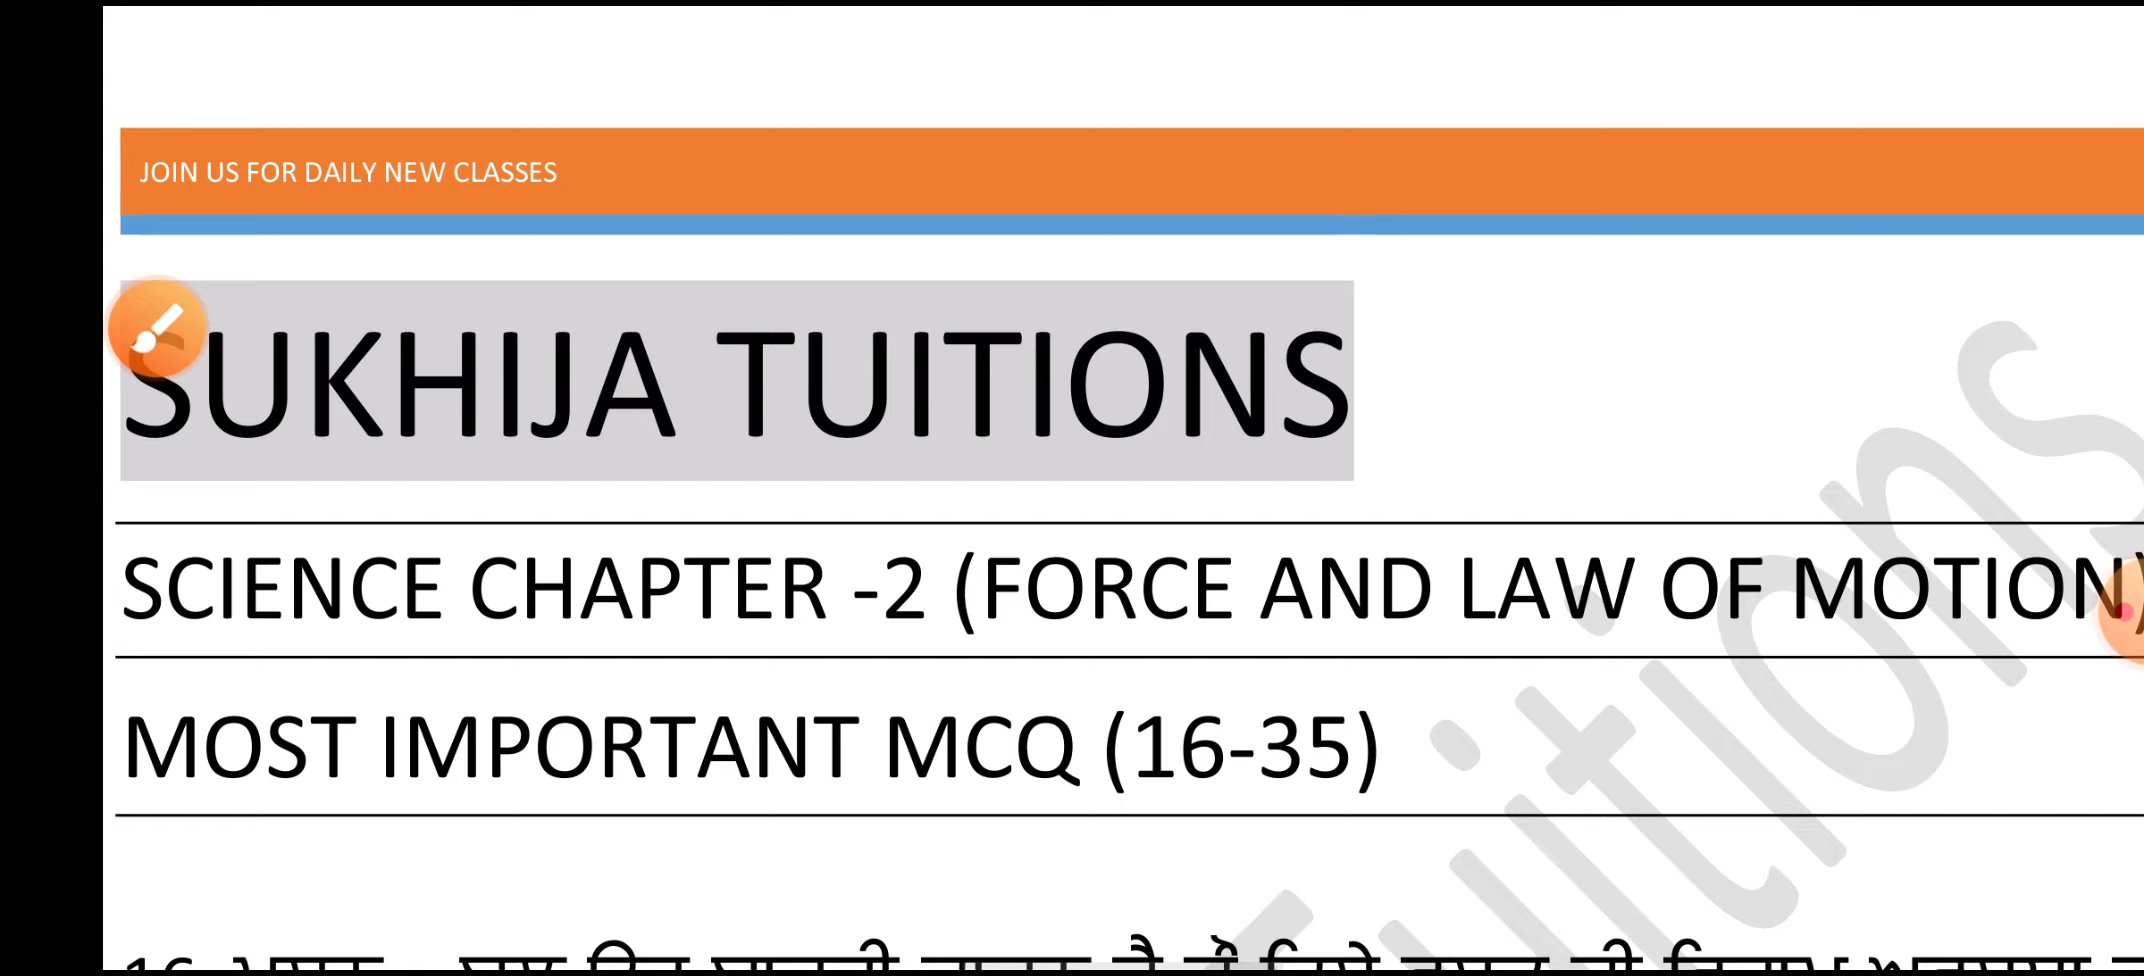 JOIN US FOR DAILY NEW CLASSES
SUKHIJA TUITIONS
SCIENCE CHAPTER -2 (FORCE AND LAW OF MOTION)
MOST IMPORTANT MCQ (16-35)
Tuitions